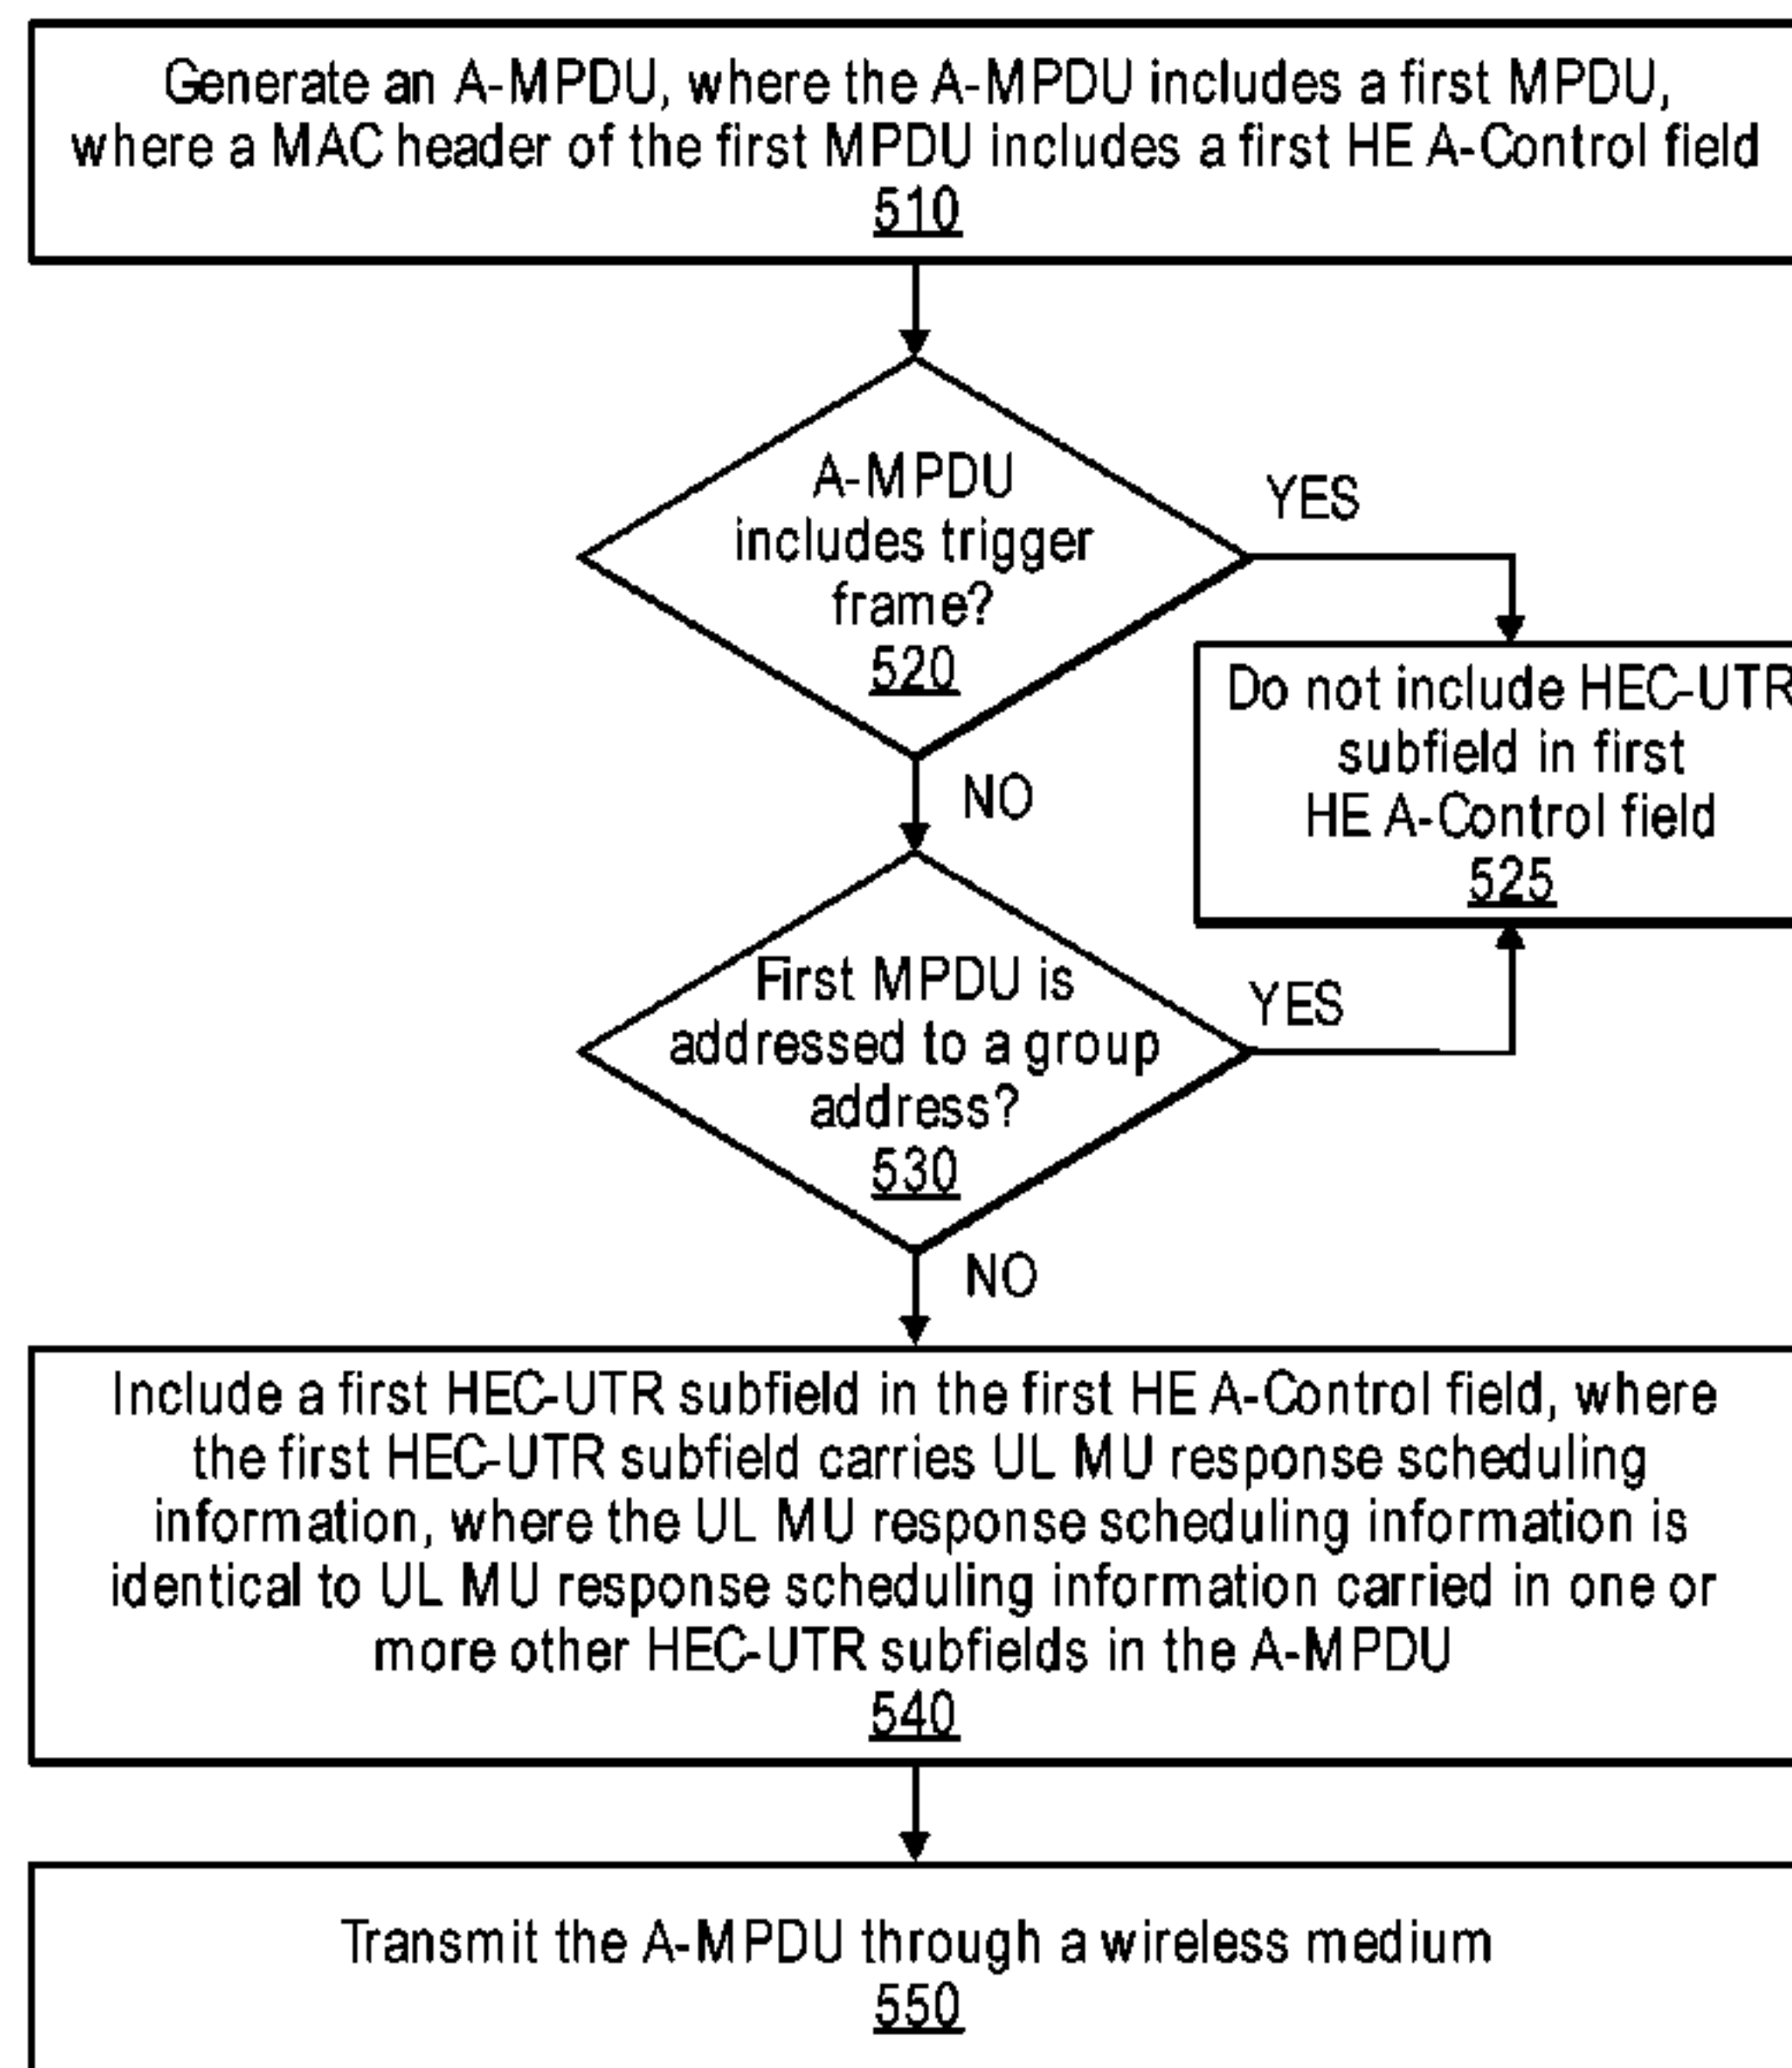 Generate an A-MPDU, where the A-MPDU includes a first MPDU,
where a MAC header of the first MPDU includes a first HE A-Control field
510
A-MPDU
includes trigger
frame?
520
YES
Do not include HEC-UTR
subfield in first
HE A-Control field
525
NO
First MPDU is
addressed to a group
address?
530
YES
NO
Include a first HEC-UTR subfield in the first HE A-Control field, where
the first HEC-UTR subfield carries UL MU response scheduling
information, where the UL MU response scheduling information is
identical to UL MU response scheduling information carried in one or
more other HEC-UTR subfields in the A-MPDU
540
Transmit the A-MPDU through a wireless medium
550